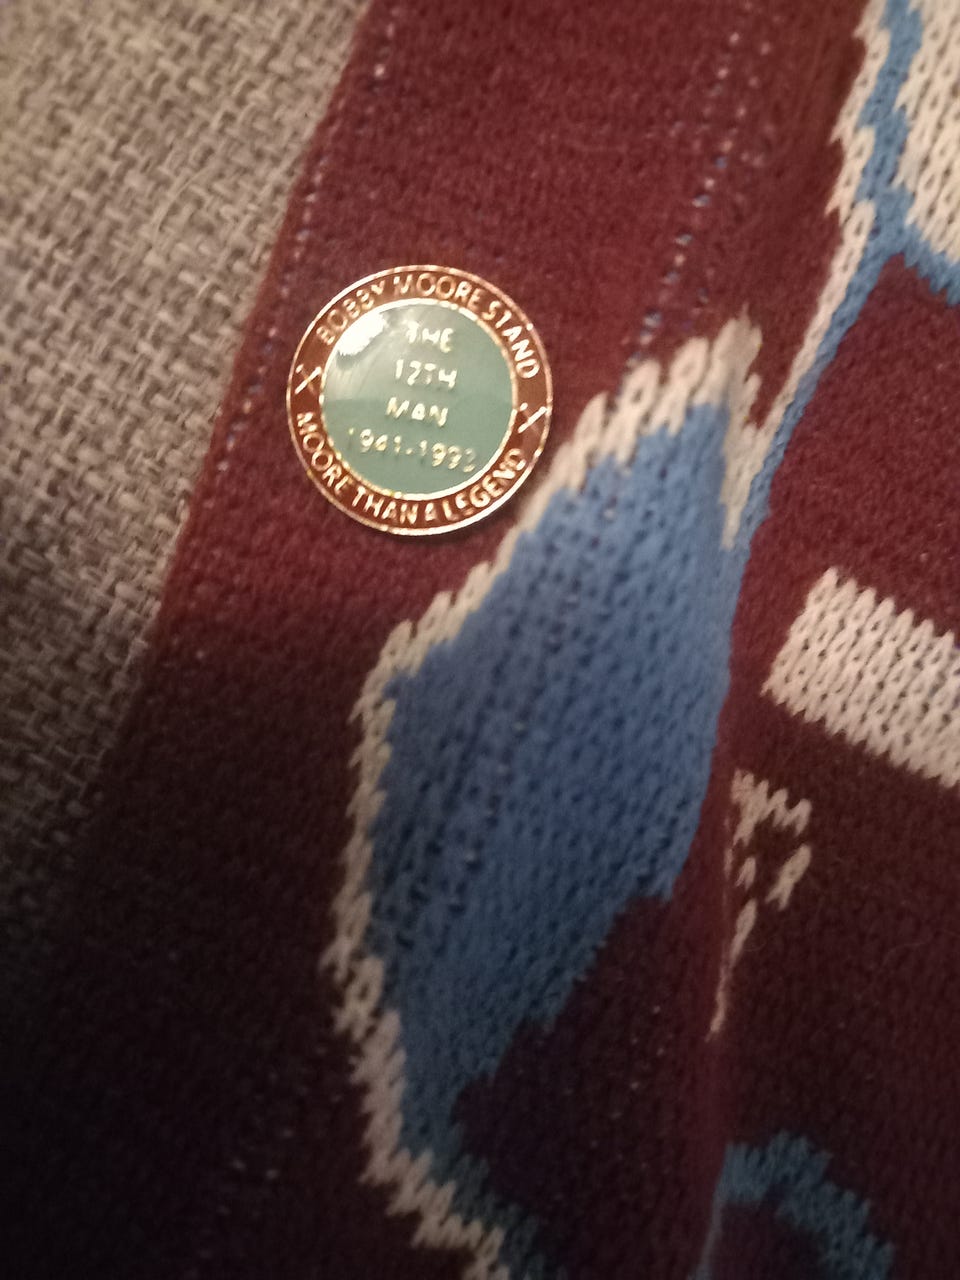 BOBBY MOORE STAND
THE
12TH
MAN
1941-1993
MOORE THAN A LEGEND